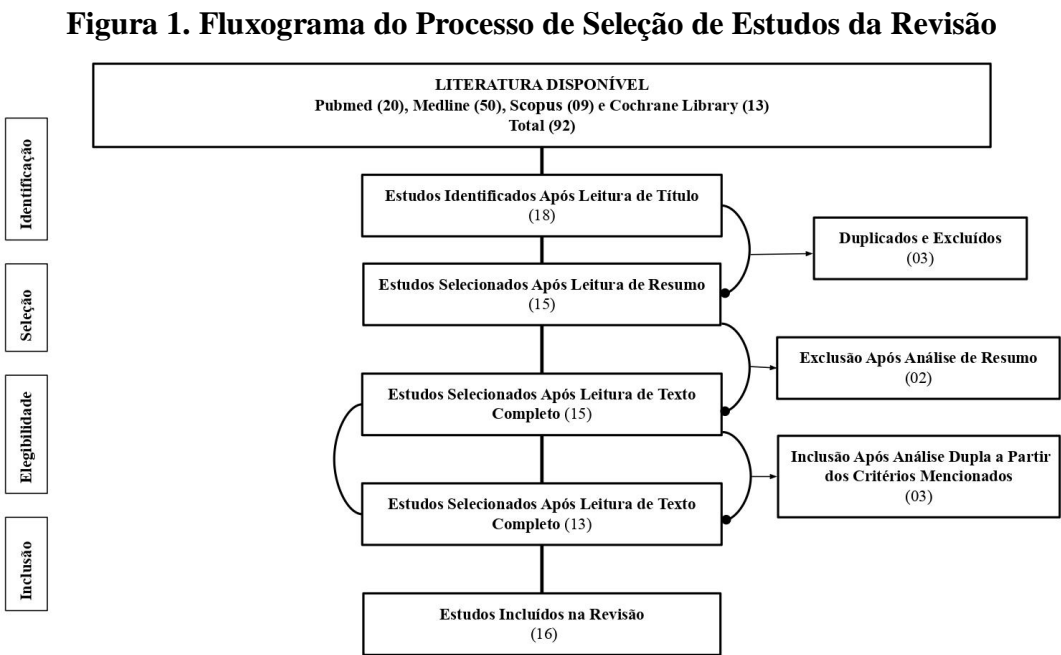 Figura 1. Fluxograma do Processo de Seleção de Estudos da Revisão
LITERATURA DISPONÍVEL
Pubmed (20), Medline (50), Scopus (09) e Cochrane Library (13)
Total (92)
Identificação
Estudos Identificados Após Leitura de Título
(18)
Duplicados e Excluídos
(03)
Seleção
Estudos Selecionados Após Leitura de Resumo
(15)
Exclusão Após Análise de Resumo
(02)
Elegibilidade
Estudos Selecionados Após Leitura de Texto
Completo (15)
Inclusão Após Análise Dupla a Partir
dos Critérios Mencionados
(03)
Estudos Selecionados Após Leitura de Texto
Completo (13)
Inclusão
Estudos Incluídos na Revisão
(16)